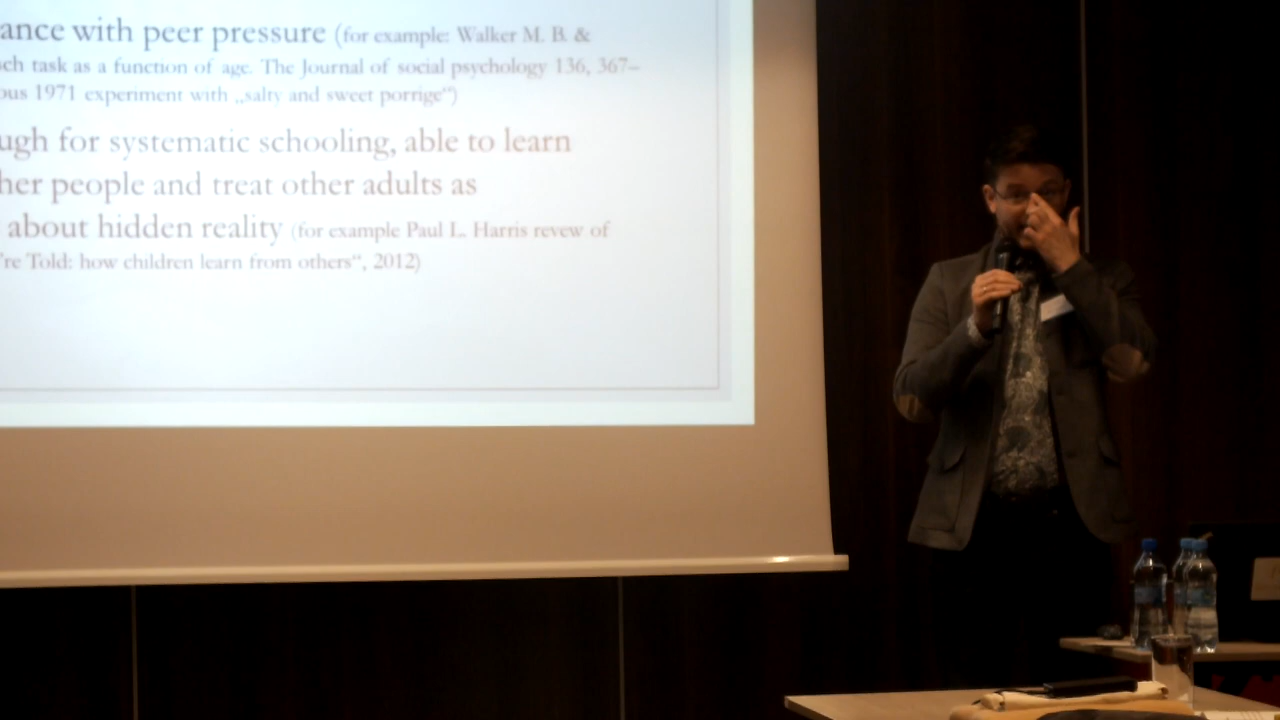 ance with peer pressure (for example: Walker M. B. &
ch task as a function of age. The Journal of social psychology 136, 367–
ous 1971 experiment with „salty and sweet porrige“)
ugh for systematic schooling, able to learn
her people and treat other adults as
about hidden reality (for example Paul L. Harris revew of
're Told: how children learn from others“, 2012)